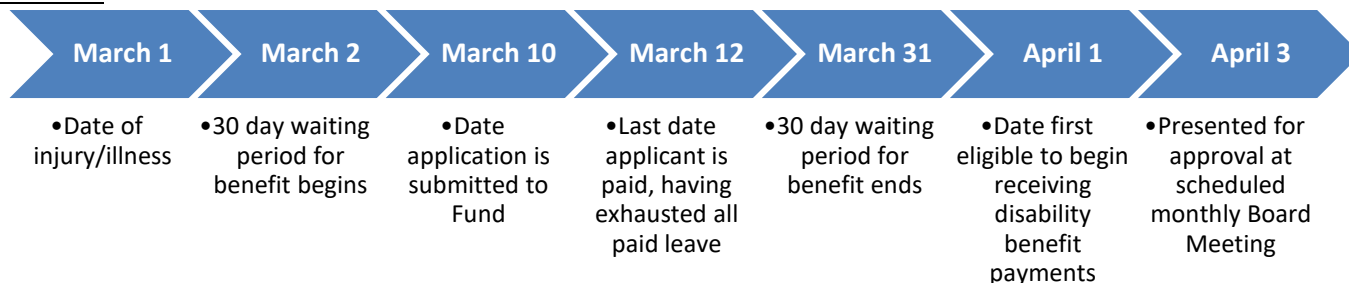 March 1
March 2
March 10
March 12
March 31
April 1
April 3
•Date of
injury/illness
•30 day waiting
period for
benefit begins
•Date
application is
submitted to
Fund
•Last date
applicant is
paid, having
exhausted all
paid leave
•30 day waiting
period for
benefit ends
•Date first
eligible to begin
receiving
disability
benefit
payments
•Presented for
approval at
scheduled
monthly Board
Meeting